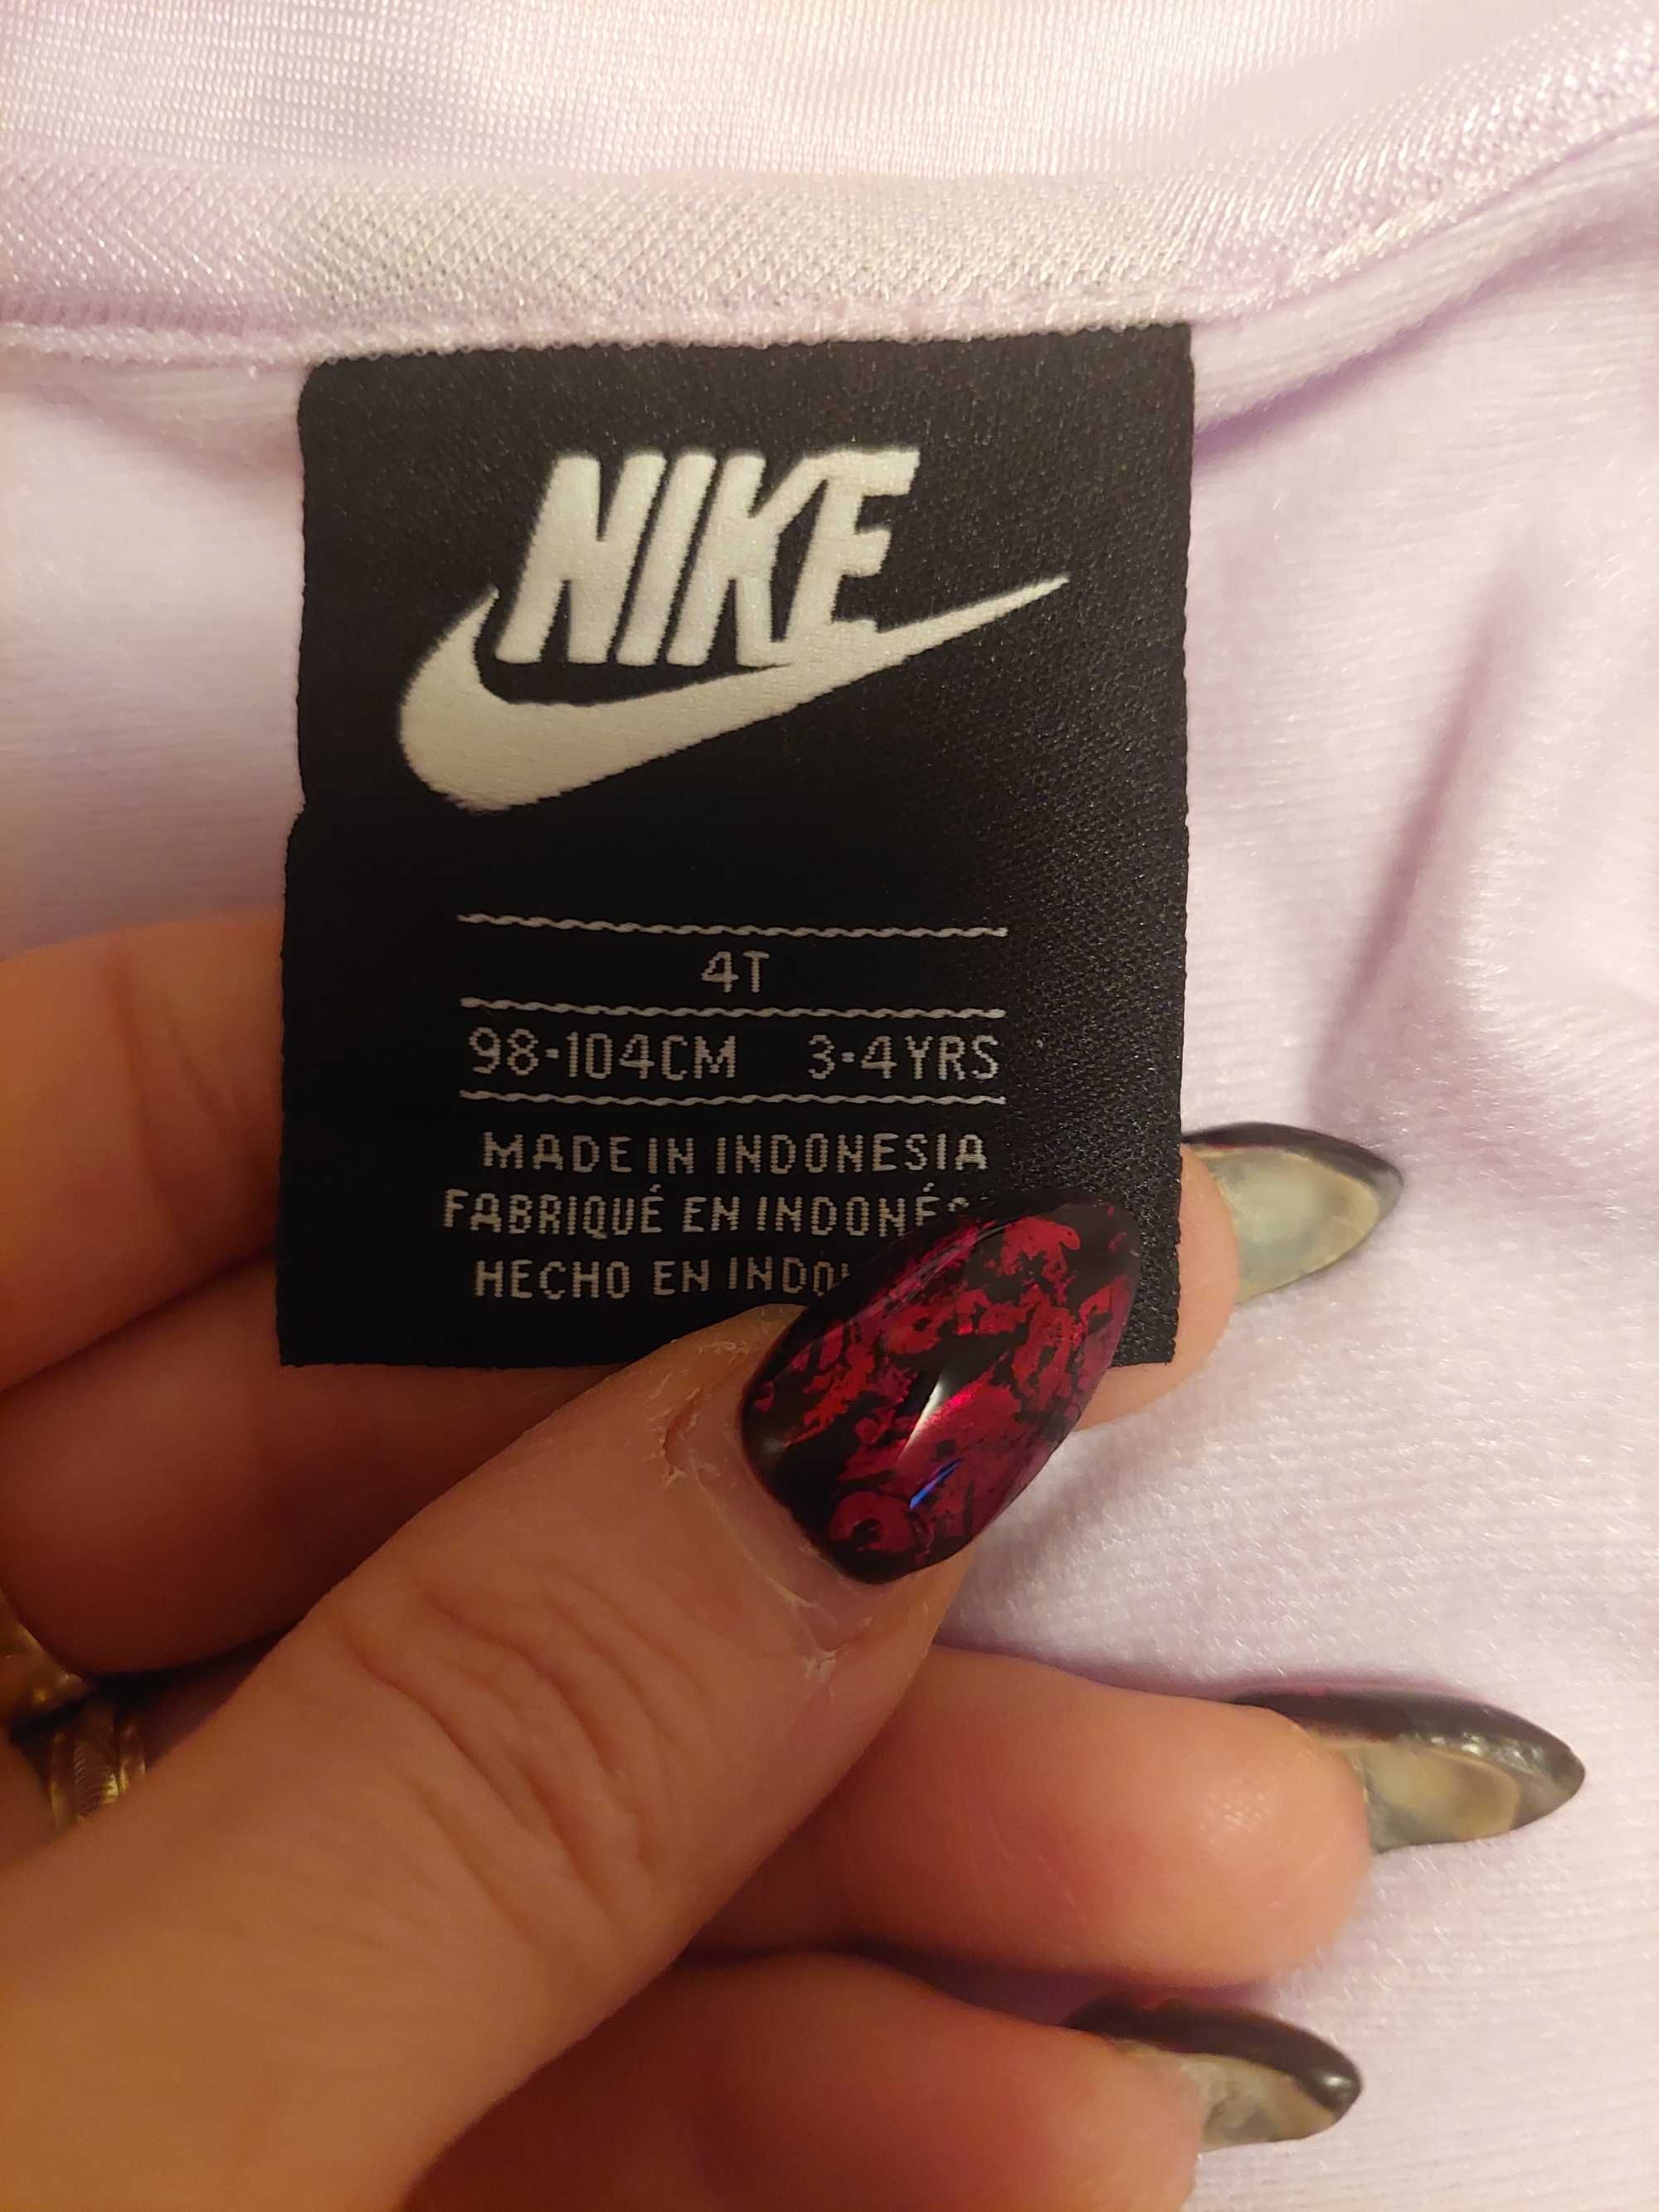 NIKE
4T
98-104CM 3-4YRS
MADE IN INDONESIA
FABRIQUÉ EN
HECHO EN